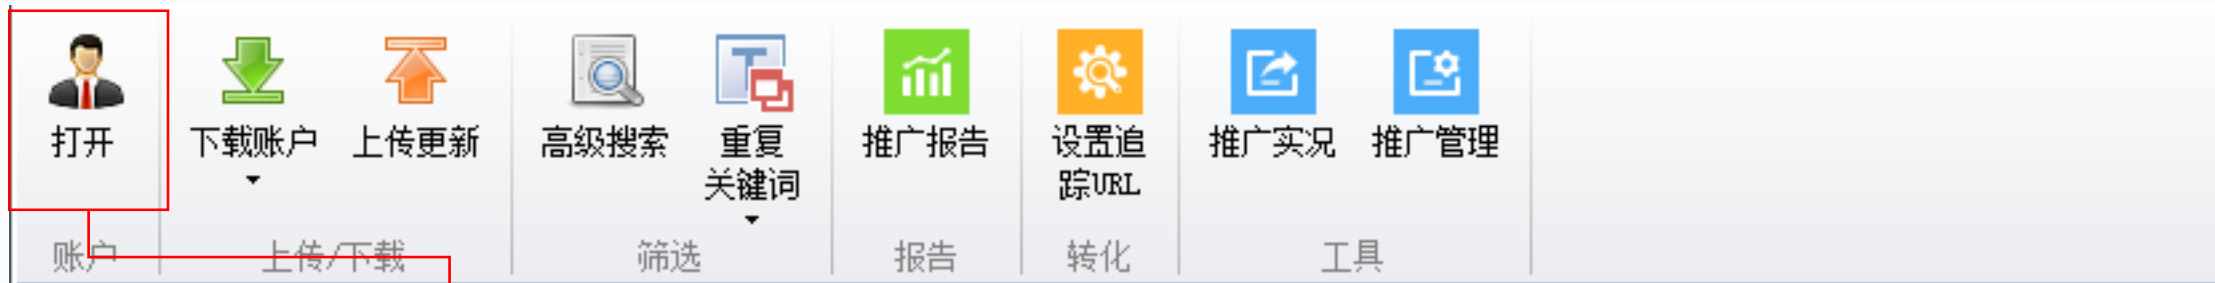 打开
下载账户
上传更新
高级搜索
重复
关键词
推广报告
设置追
踪URL
推广实况
推广管理
账户
上传/下载
筛选
报告
转化
工具